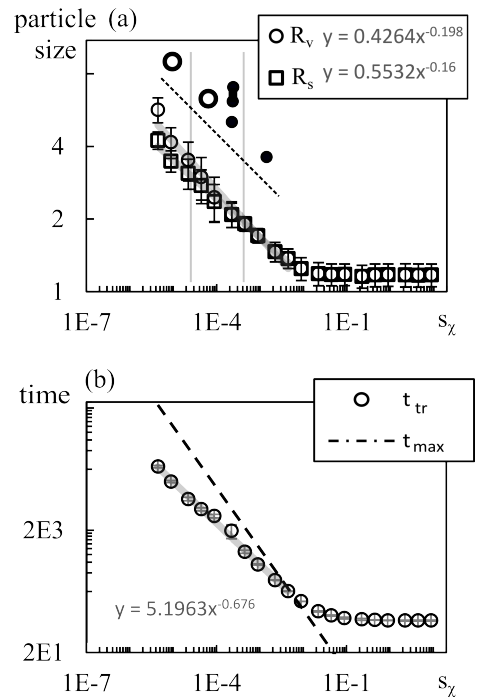 particle (a)
size
R_v y = 0.4264x^-0.198
R_s y = 0.5532x^-0.16
4
2
1
1E-7 1E-4 1E-1 s_χ
time (b)
t_tr
t_max
2E3
y = 5.1963x^-0.676
2E1
1E-7 1E-4 1E-1 s_χ